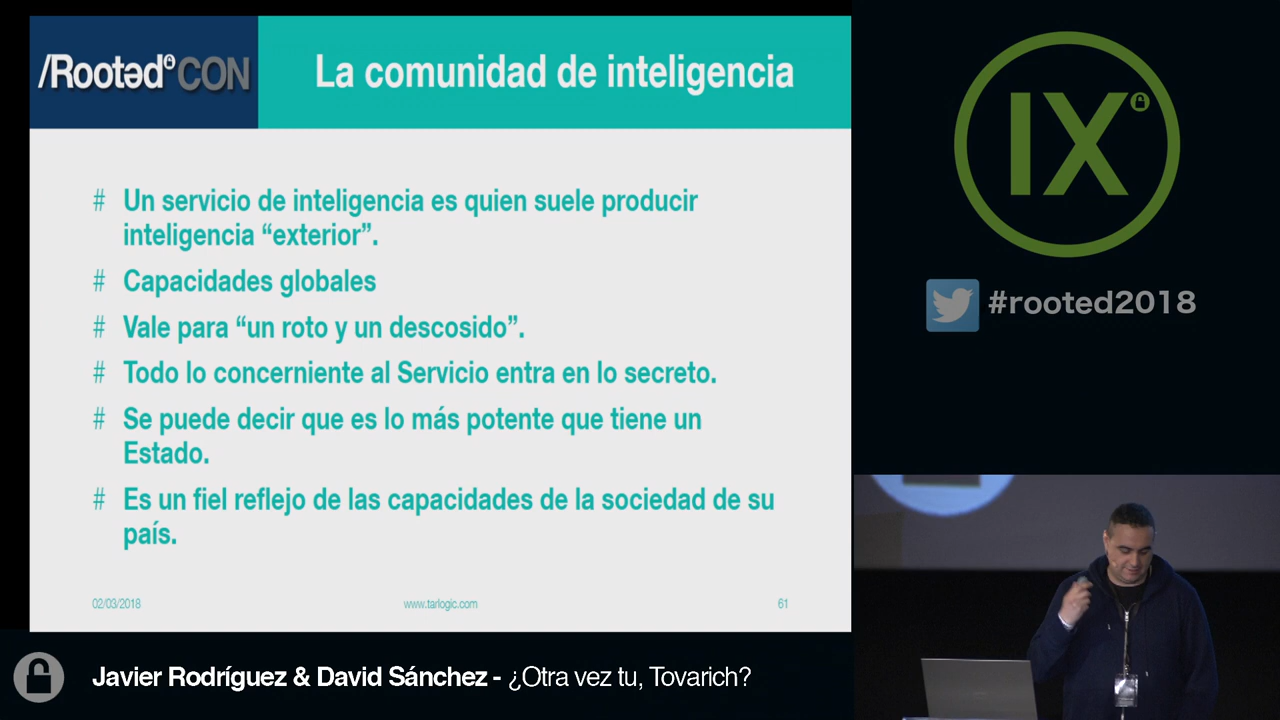 /Rootəd CON
La comunidad de inteligencia
# Un servicio de inteligencia es quien suele producir
inteligencia “exterior”.
# Capacidades globales
# Vale para “un roto y un descosido”.
# Todo lo concerniente al Servicio entra en lo secreto.
# Se puede decir que es lo más potente que tiene un
Estado.
# Es un fiel reflejo de las capacidades de la sociedad de su
país.
02/03/2018
www.tarlogic.com
61
IX
#rooted2018
Javier Rodríguez & David Sánchez - ¿Otra vez tu, Tovarich?